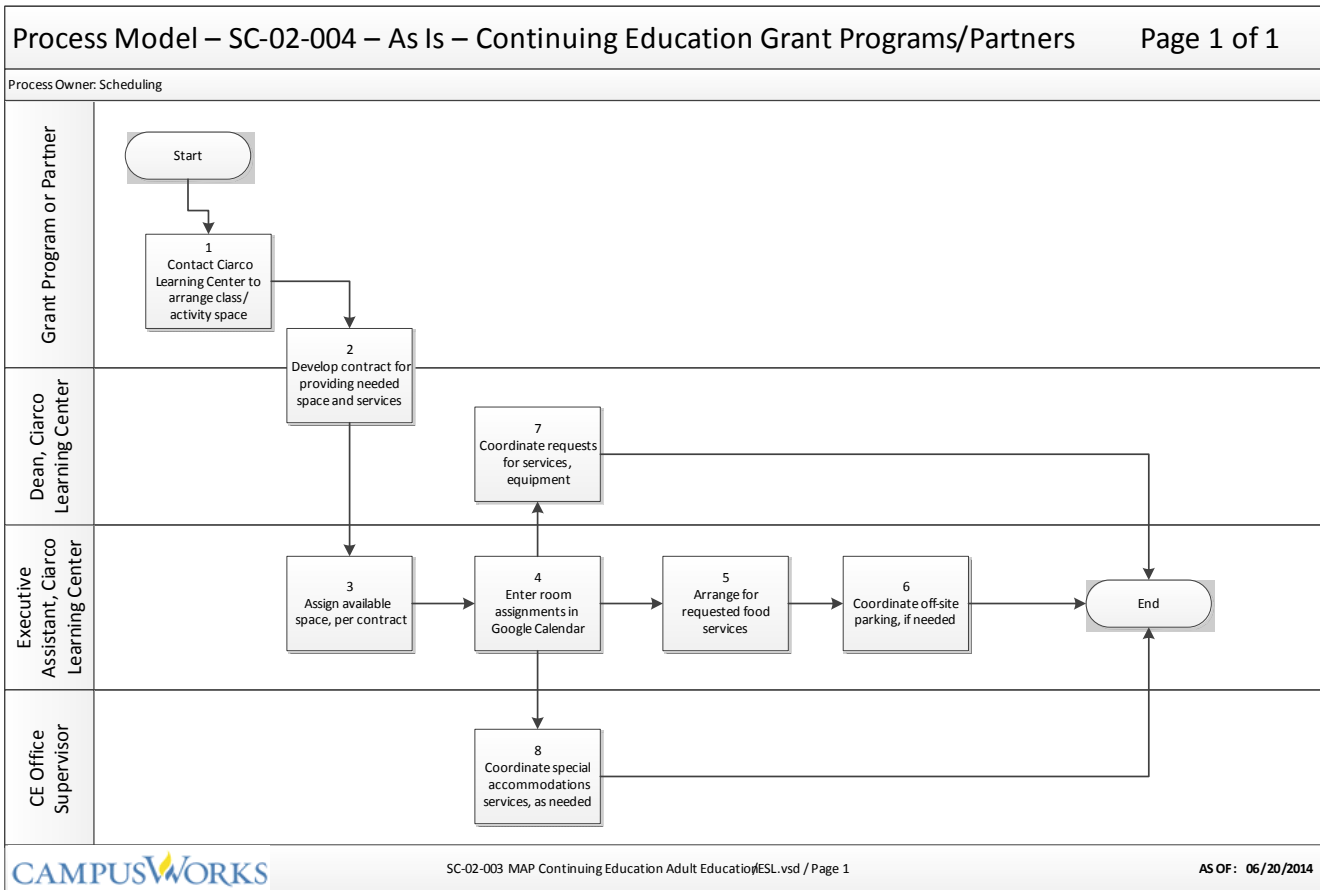 Process Model – SC-02-004 – As Is – Continuing Education Grant Programs/Partners Page 1 of 1
Process Owner: Scheduling
Grant Program or Partner
Start
1
Contact Ciarco
Learning Center to
arrange class/
activity space
2
Develop contract for
providing needed
space and services
Dean, Ciarco
Learning Center
7
Coordinate requests
for services,
equipment
Executive
Assistant, Ciarco
Learning Center
3
Assign available
space, per contract
4
Enter room
assignments in
Google Calendar
5
Arrange for
requested food
services
6
Coordinate off-site
parking, if needed
End
CE Office
Supervisor
8
Coordinate special
accommodations
services, as needed
CAMPUSWORKS
SC-02-003 MAP Continuing Education Adult Education/ESL.vsd / Page 1
AS OF: 06/20/2014